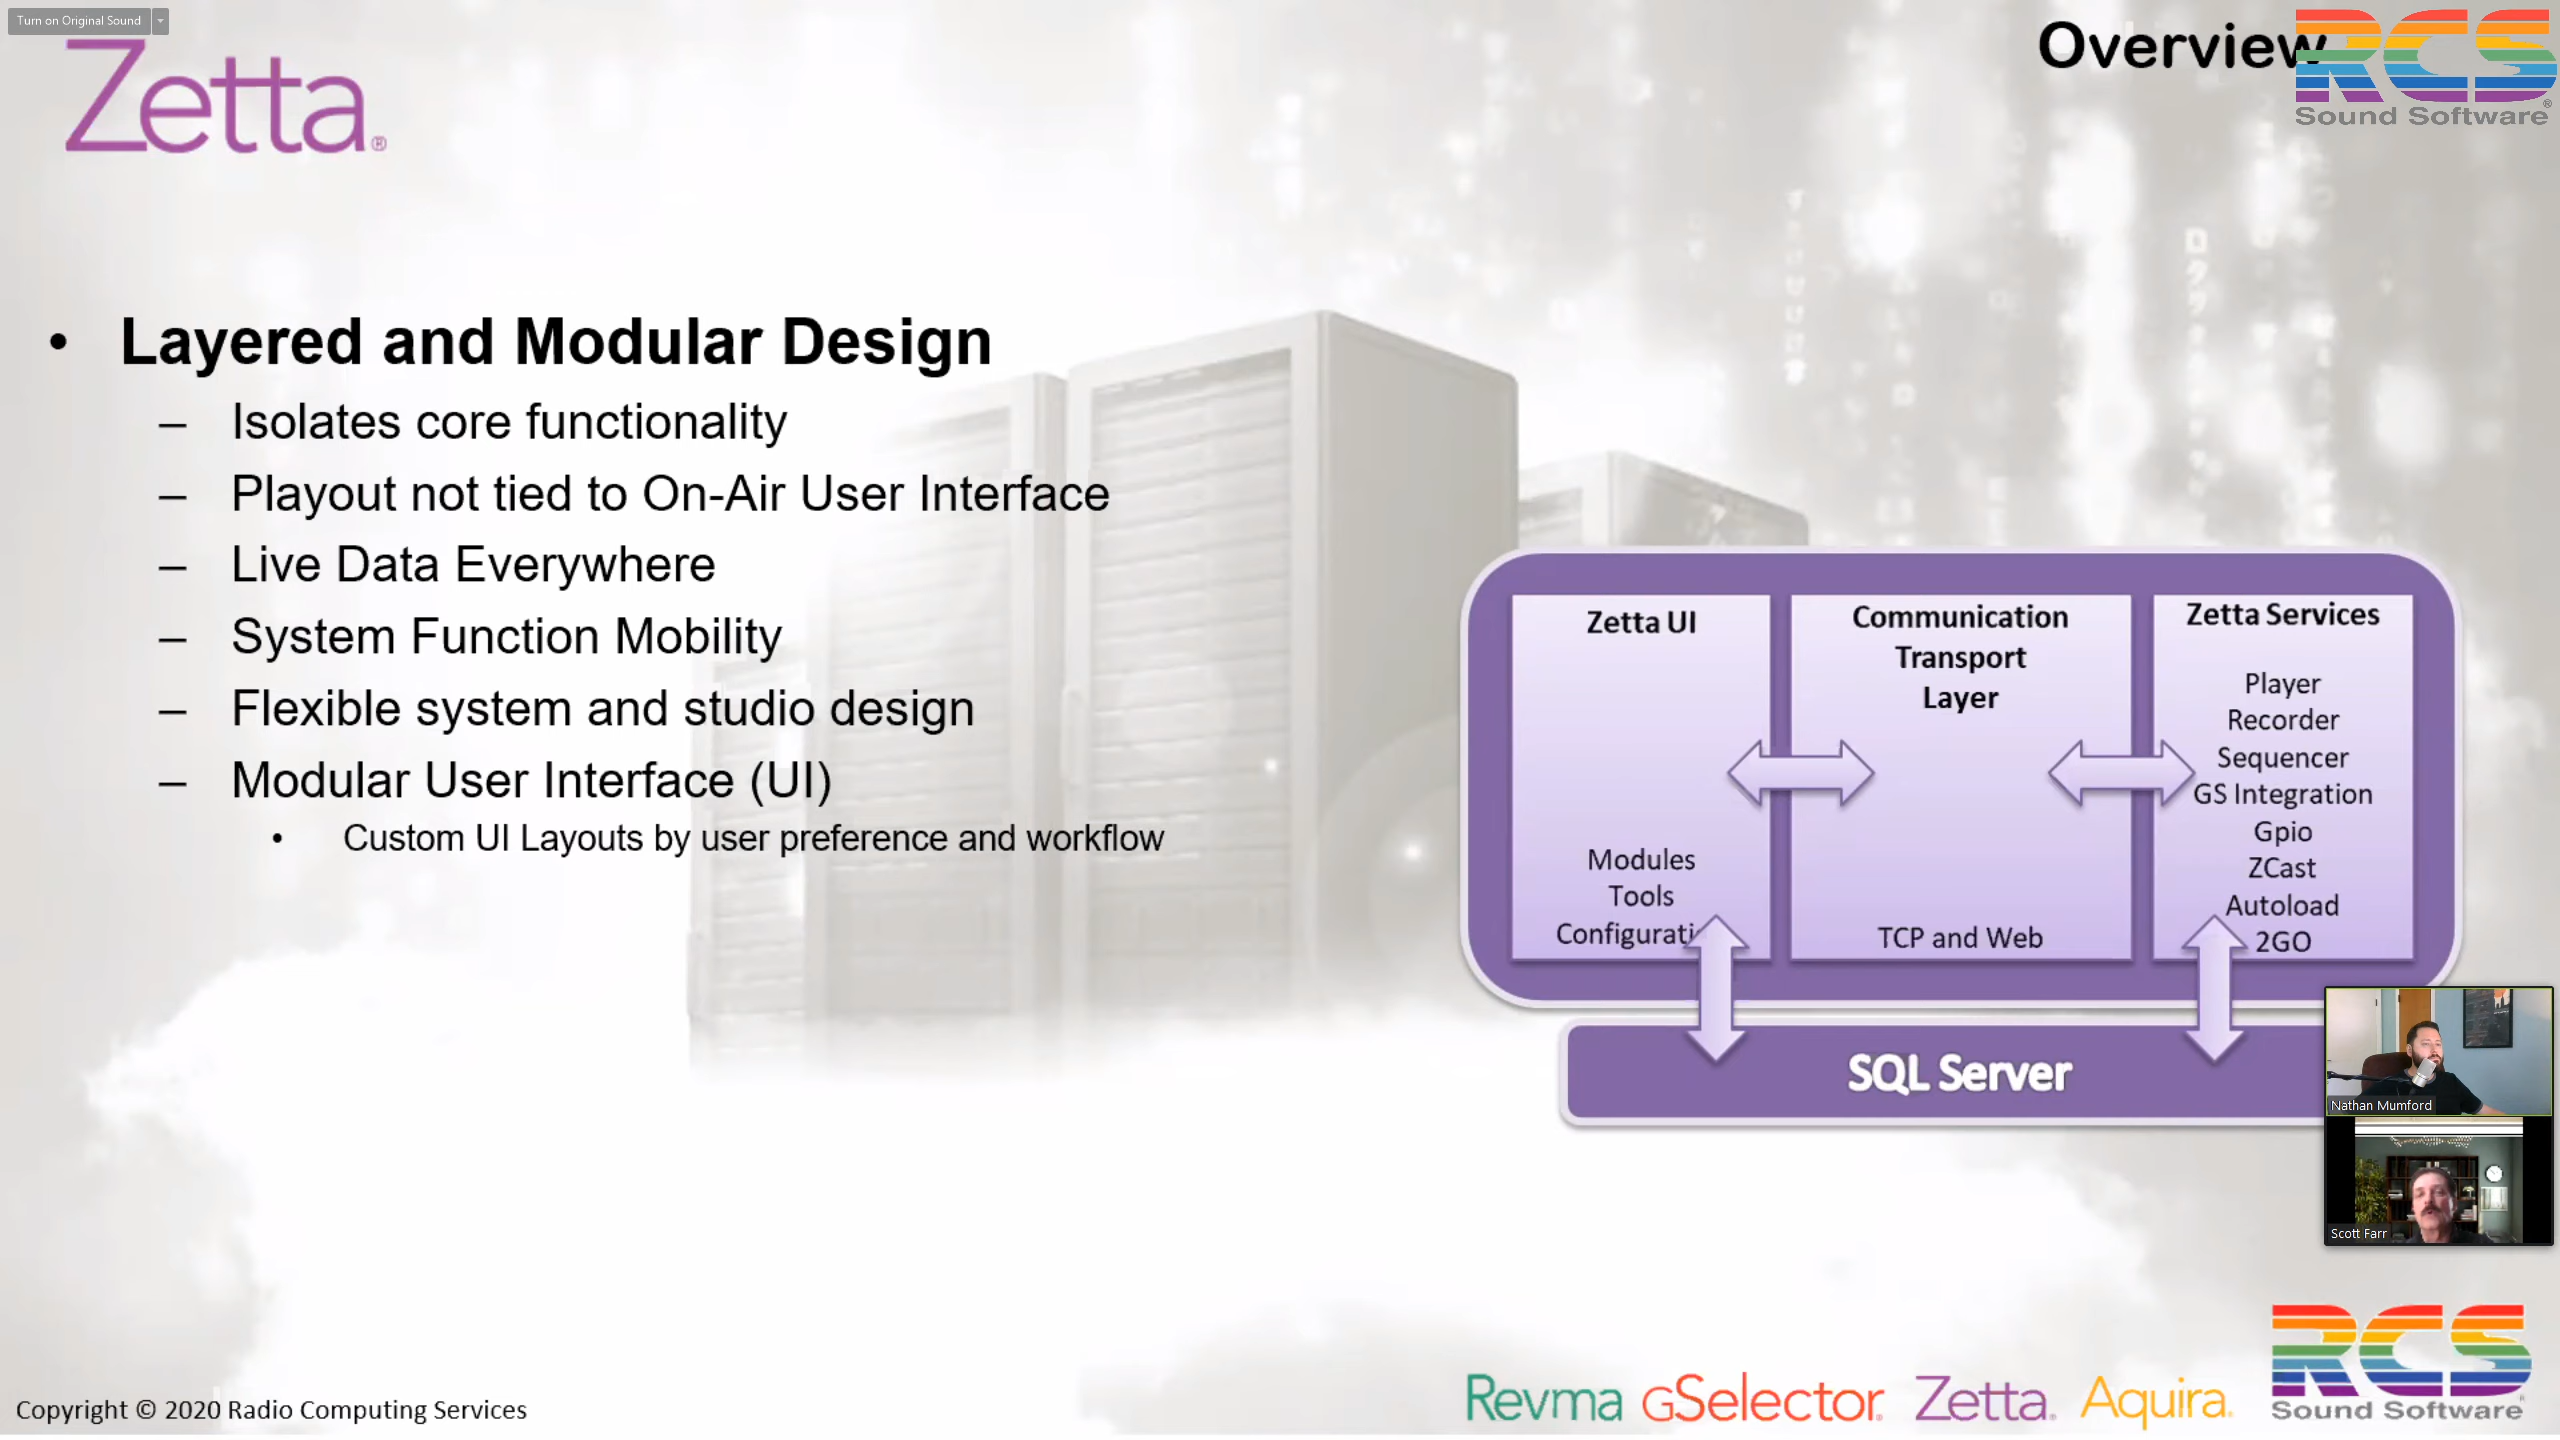 Turn on Original Sound
Zetta®
Overview
RCS
Sound Software®
• Layered and Modular Design
– Isolates core functionality
– Playout not tied to On-Air User Interface
– Live Data Everywhere
– System Function Mobility
– Flexible system and studio design
– Modular User Interface (UI)
• Custom UI Layouts by user preference and workflow
Zetta UI
Modules
Tools
Communication
Transport
Layer
TCP and Web
Zetta Services
Player
Recorder
Sequencer
GS Integration
Gpio
ZCast
Autoload
2GO
SQL Server
Nathan Mumford
Scott Farr
Copyright © 2020 Radio Computing Services
Revma GSelector® Zetta® Aquira®
RCS
Sound Software®